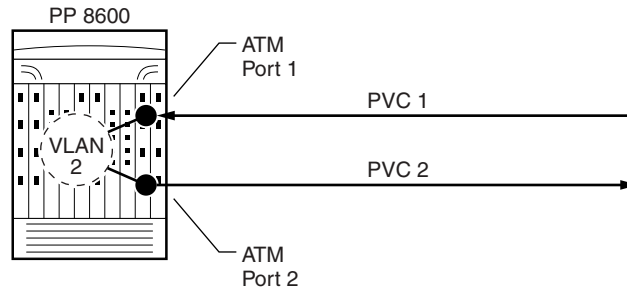 PP 8600
ATM
Port 1
PVC 1
VLAN
2
PVC 2
ATM
Port 2